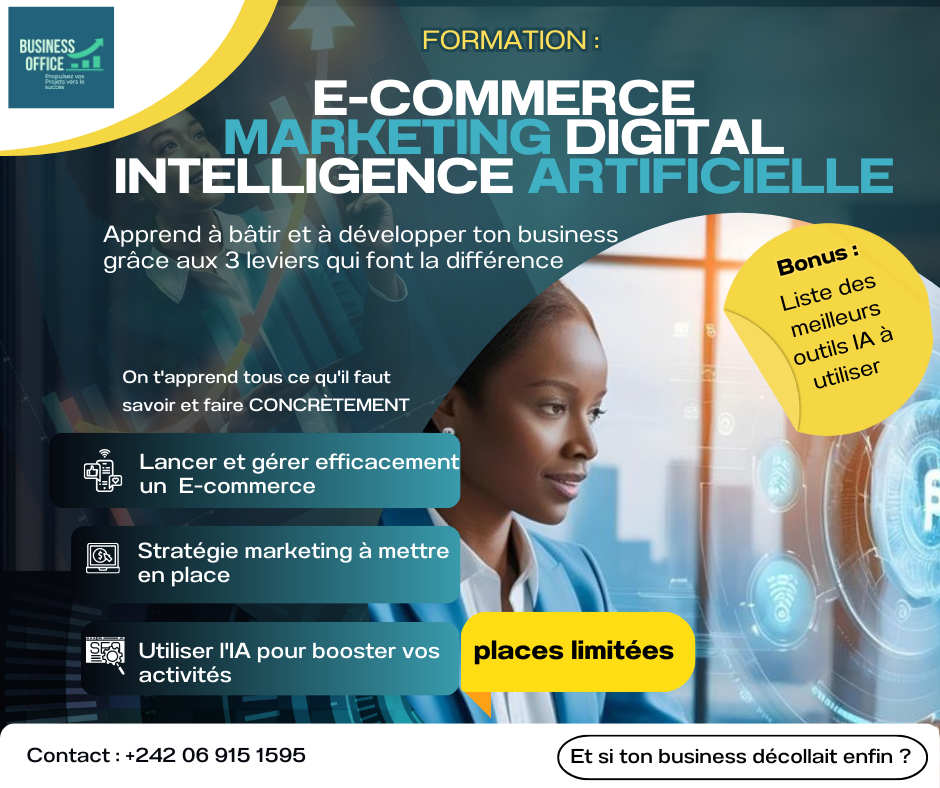 BUSINESS
OFFICE
Propulsez vos
Projets vers le
succès
FORMATION :
E-COMMERCE
MARKETING DIGITAL
INTELLIGENCE ARTIFICIELLE
Apprend à bâtir et à développer ton business
grâce aux 3 leviers qui font la différence
Bonus :
Liste des
meilleurs
outils IA à
utiliser
On t'apprend tous ce qu'il faut
savoir et faire CONCRÈTEMENT
Lancer et gérer efficacement
un E-commerce
Stratégie marketing à mettre
en place
SEO
Utiliser l'IA pour booster vos
activités
places limitées
Contact : +242 06 915 1595
Et si ton business décollait enfin ?